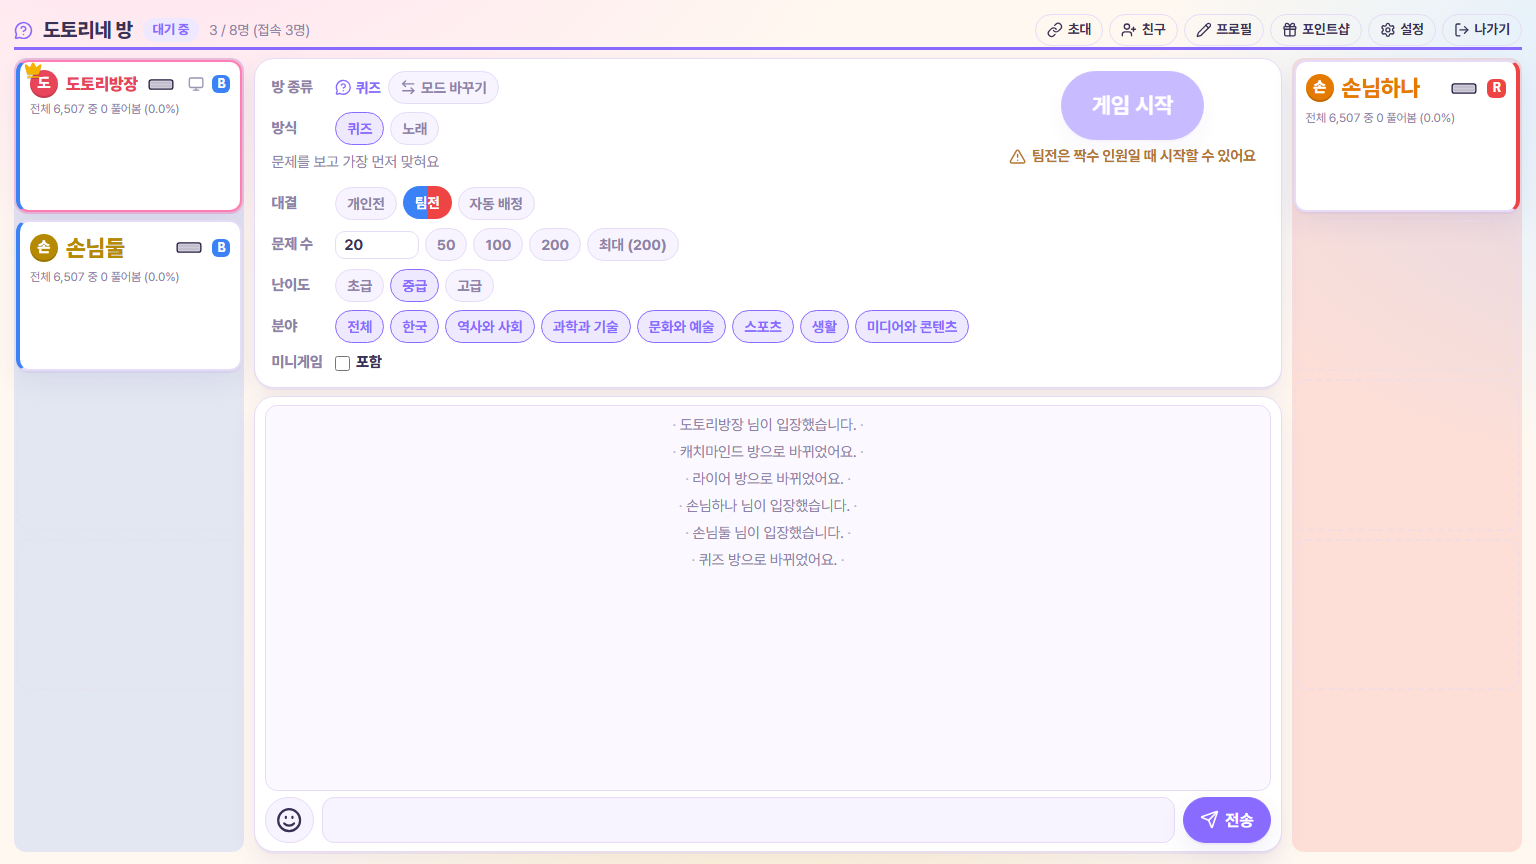 도토리네 방 대기 중 3 / 8명 (접속 3명) 초대 친구 프로필 포인트샵 설정 나가기
도 도토리방장 B
전체 6,507 중 0 풀어봄 (0.0%)
손 손님둘 B
전체 6,507 중 0 풀어봄 (0.0%)
방 종류 퀴즈 모드 바꾸기
방식 퀴즈 노래
문제를 보고 가장 먼저 맞혀요
대결 개인전 팀전 자동 배정
문제 수 20 50 100 200 최대 (200)
난이도 초급 중급 고급
분야 전체 한국 역사와 사회 과학과 기술 문화와 예술 스포츠 생활 미디어와 콘텐츠
미니게임 포함
게임 시작
팀전은 짝수 인원일 때 시작할 수 있어요
· 도토리방장 님이 입장했습니다. ·
· 캐치마인드 방으로 바뀌었어요. ·
· 라이어 방으로 바뀌었어요. ·
· 손님하나 님이 입장했습니다. ·
· 손님둘 님이 입장했습니다. ·
· 퀴즈 방으로 바뀌었어요. ·
전송
손 손님하나 R
전체 6,507 중 0 풀어봄 (0.0%)